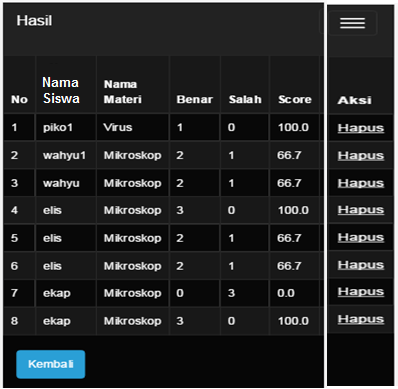 Hasil
No Nama Siswa Nama Materi Benar Salah Score Aksi
1 piko1 Virus 1 0 100.0 Hapus
2 wahyu1 Mikroskop 2 1 66.7 Hapus
3 wahyu Mikroskop 2 1 66.7 Hapus
4 elis Mikroskop 3 0 100.0 Hapus
5 elis Mikroskop 2 1 66.7 Hapus
6 elis Mikroskop 2 1 66.7 Hapus
7 ekap Mikroskop 0 3 0.0 Hapus
8 ekap Mikroskop 3 0 100.0 Hapus
Kembali